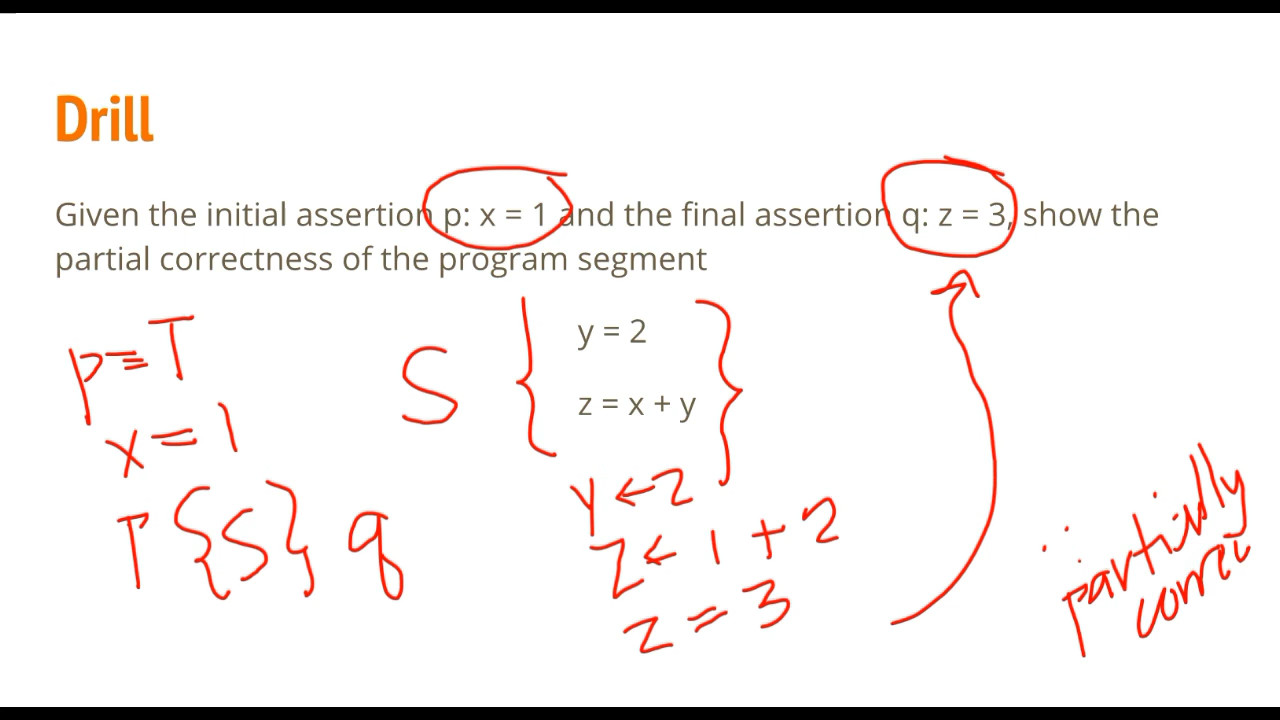 Drill
Given the initial assertion p: x = 1 and the final assertion q: z = 3, show the
partial correctness of the program segment
y = 2
z = x + y
p ≡ T
x = 1
S
T {S} q
y ← 2
z ← 1 + 2
z = 3
∴ partially